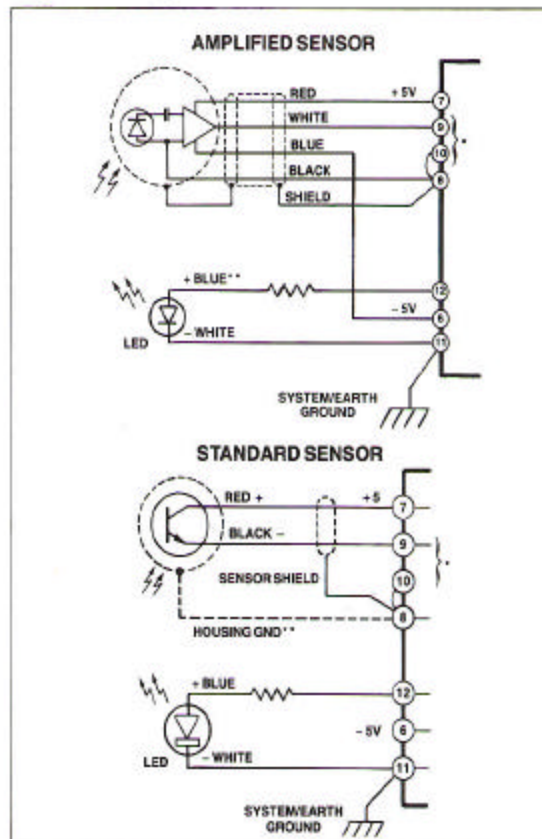 AMPLIFIED SENSOR
RED +5V 7
WHITE 9 *
BLUE 10
BLACK 8
SHIELD
+ BLUE** 12
- 5V 6
LED - WHITE 11
SYSTEM/EARTH
GROUND
STANDARD SENSOR
RED + +5 7
BLACK - 9 *
SENSOR SHIELD 10
HOUSING GND** 8
+ BLUE 12
- 5V 6
LED - WHITE 11
SYSTEM/EARTH
GROUND